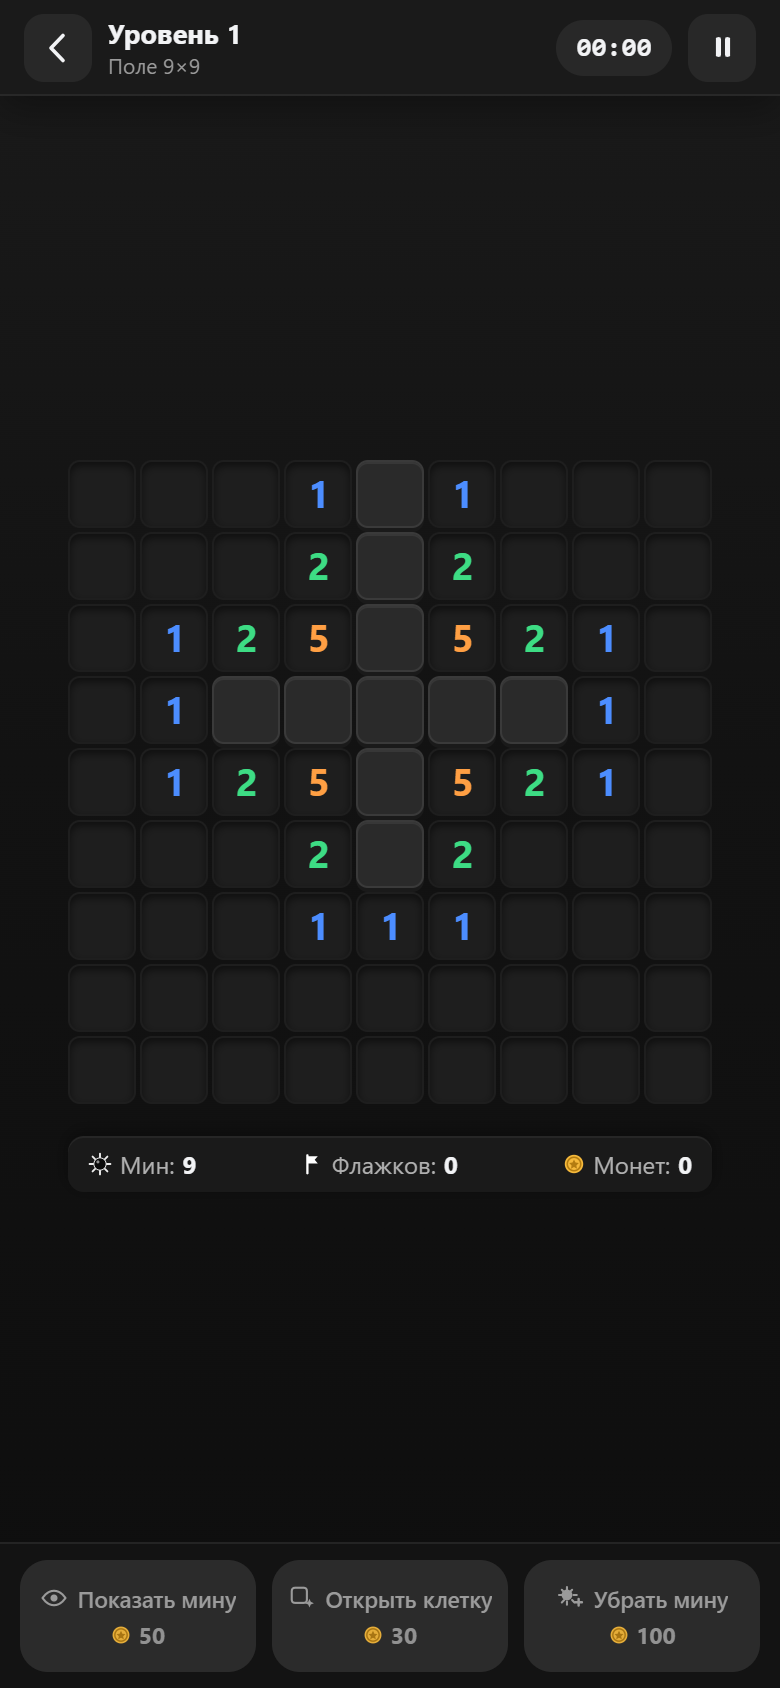 Уровень 1
Поле 9×9
00:00
1 1
2 2
1 2 5 5 2 1
1 1
1 2 5 5 2 1
2 2
1 1 1
Мин: 9 Флажков: 0 Монет: 0
Показать мину
50
Открыть клетку
30
Убрать мину
100